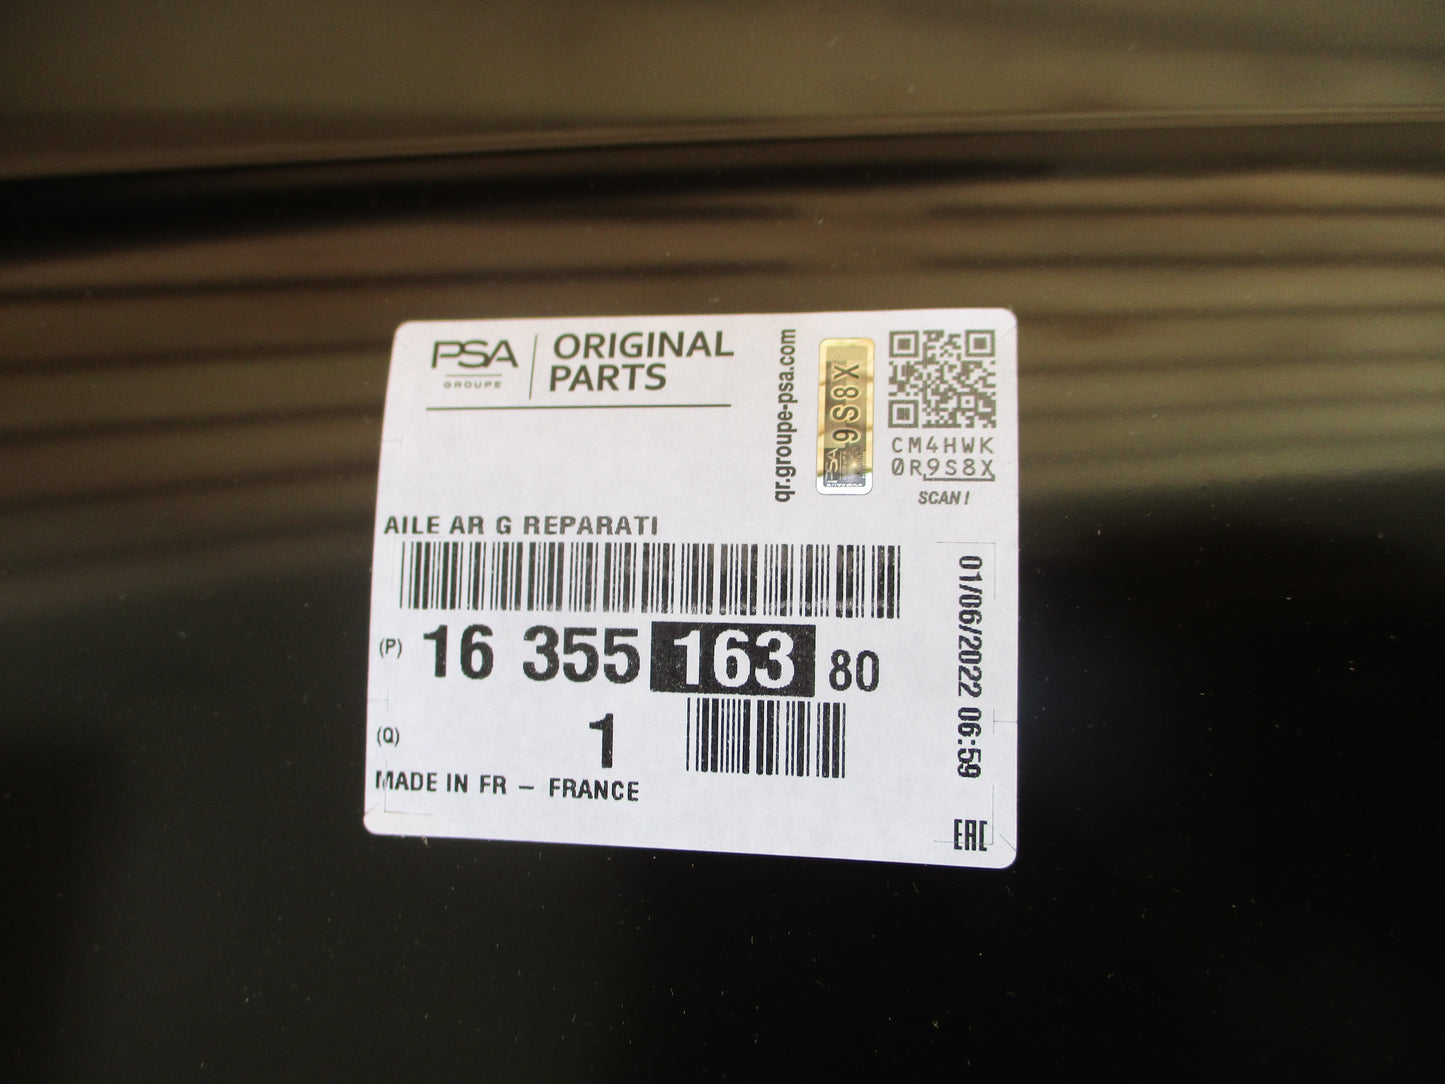 PSA
GROUPE
ORIGINAL
PARTS
qr.groupe-psa.com
9S8X
PSA
CM4HWK
0R9S8X
SCAN!
AILE AR G REPARATI
(P) 16 355 163 80
(Q) 1
MADE IN FR – FRANCE
01/06/2022 06:59
EAC